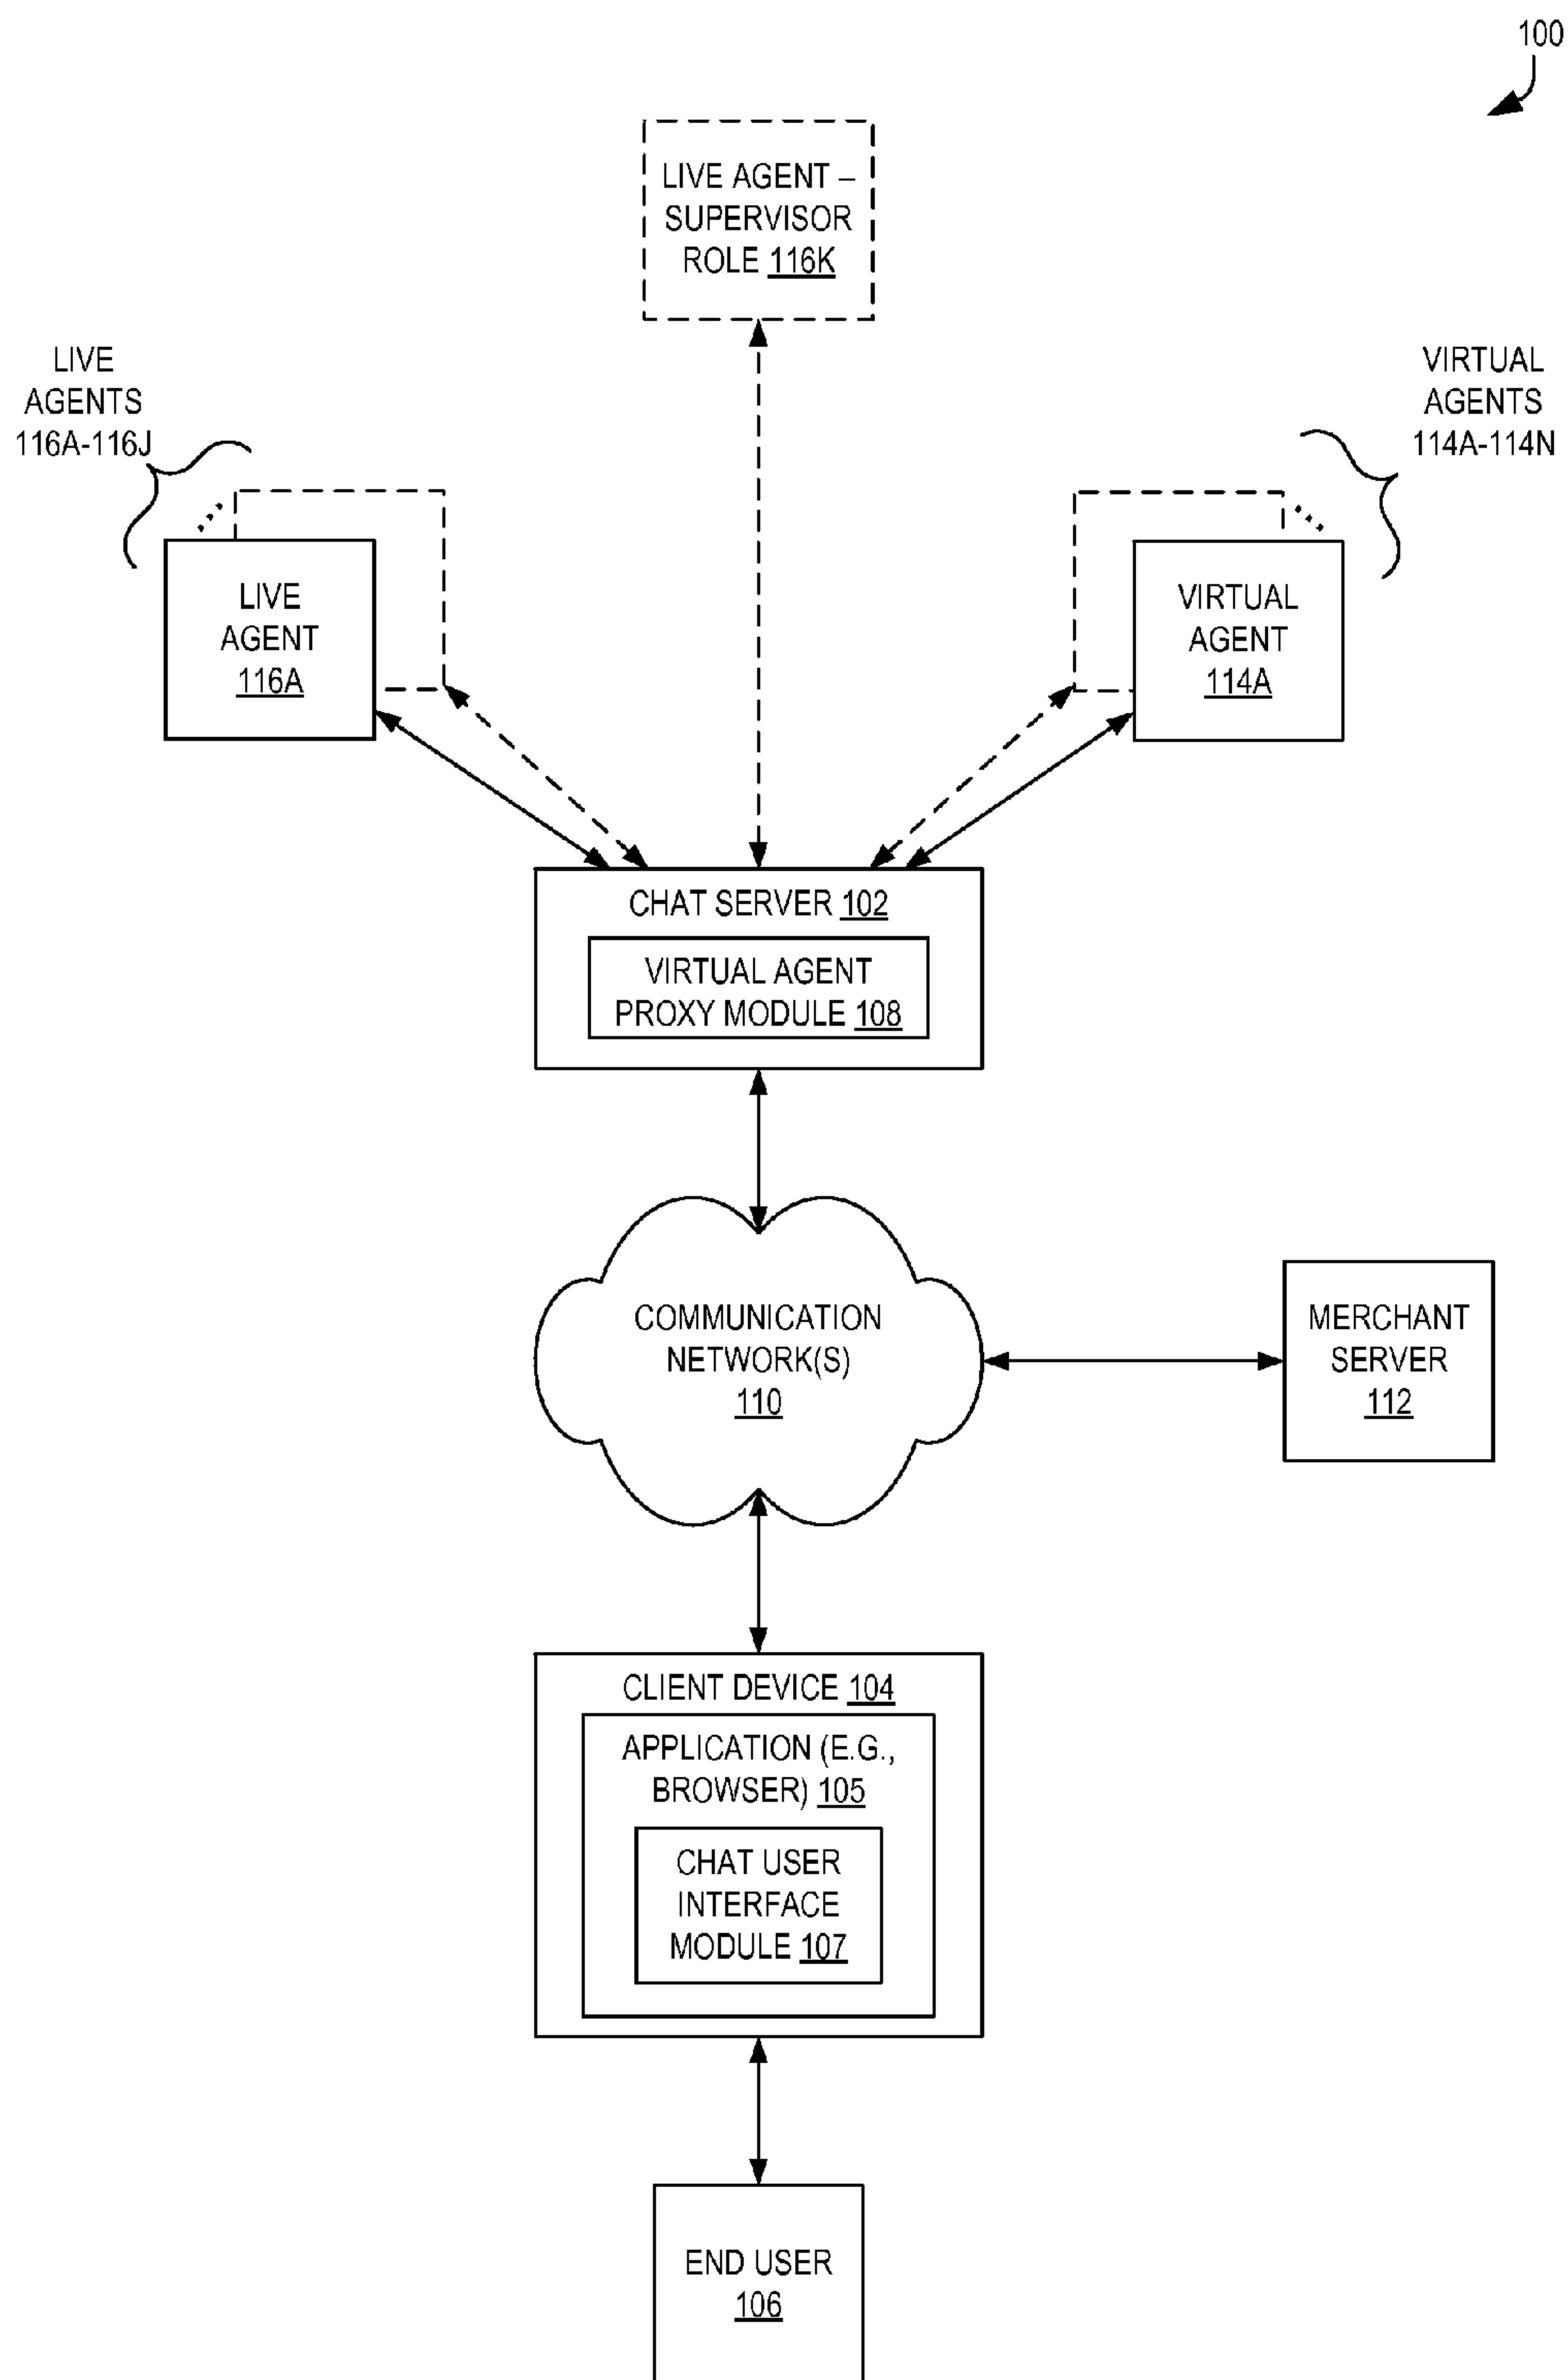 100
LIVE AGENT –
SUPERVISOR
ROLE 116K
LIVE
AGENTS
116A-116J
VIRTUAL
AGENTS
114A-114N
LIVE
AGENT
116A
VIRTUAL
AGENT
114A
CHAT SERVER 102
VIRTUAL AGENT
PROXY MODULE 108
COMMUNICATION
NETWORK(S)
110
MERCHANT
SERVER
112
CLIENT DEVICE 104
APPLICATION (E.G.,
BROWSER) 105
CHAT USER
INTERFACE
MODULE 107
END USER
106